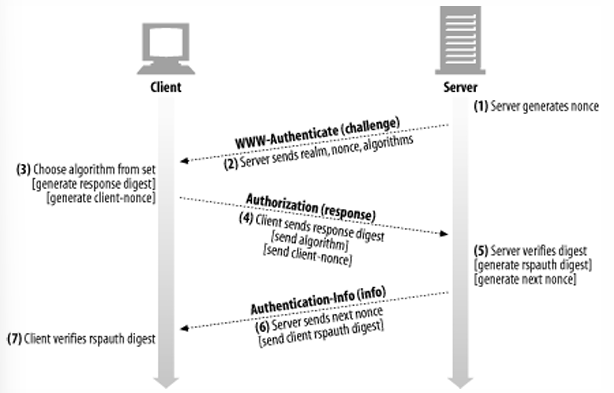 Client
Server
(1) Server generates nonce
WWW-Authenticate (challenge)
(2) Server sends realm, nonce, algorithms
(3) Choose algorithm from set
[generate response digest]
[generate client-nonce]
Authorization (response)
(4) Client sends response digest
[send algorithm]
[send client-nonce]
(5) Server verifies digest
[generate rspauth digest]
[generate next nonce]
Authentication-Info (info)
(6) Server sends next nonce
[send client rspauth digest]
(7) Client verifies rspauth digest